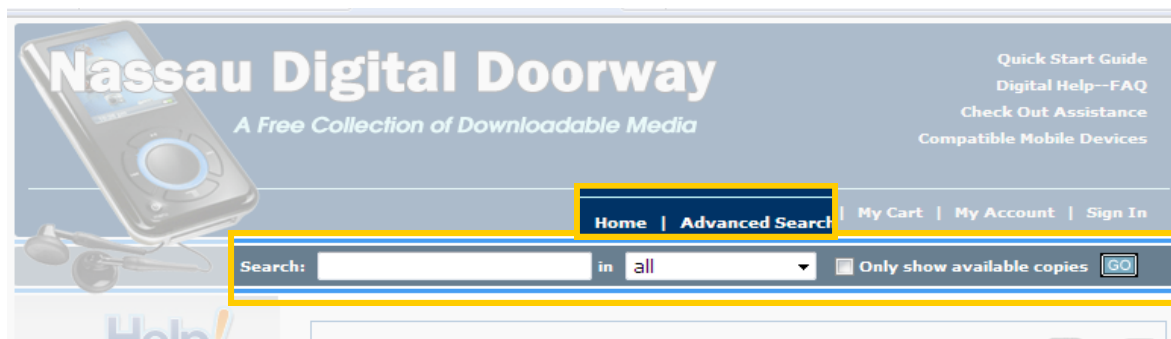 Nassau Digital Doorway
A Free Collection of Downloadable Media
Quick Start Guide
Digital Help--FAQ
Check Out Assistance
Compatible Mobile Devices
Home | Advanced Search | My Cart | My Account | Sign In
Search: in all Only show available copies GO
Help!